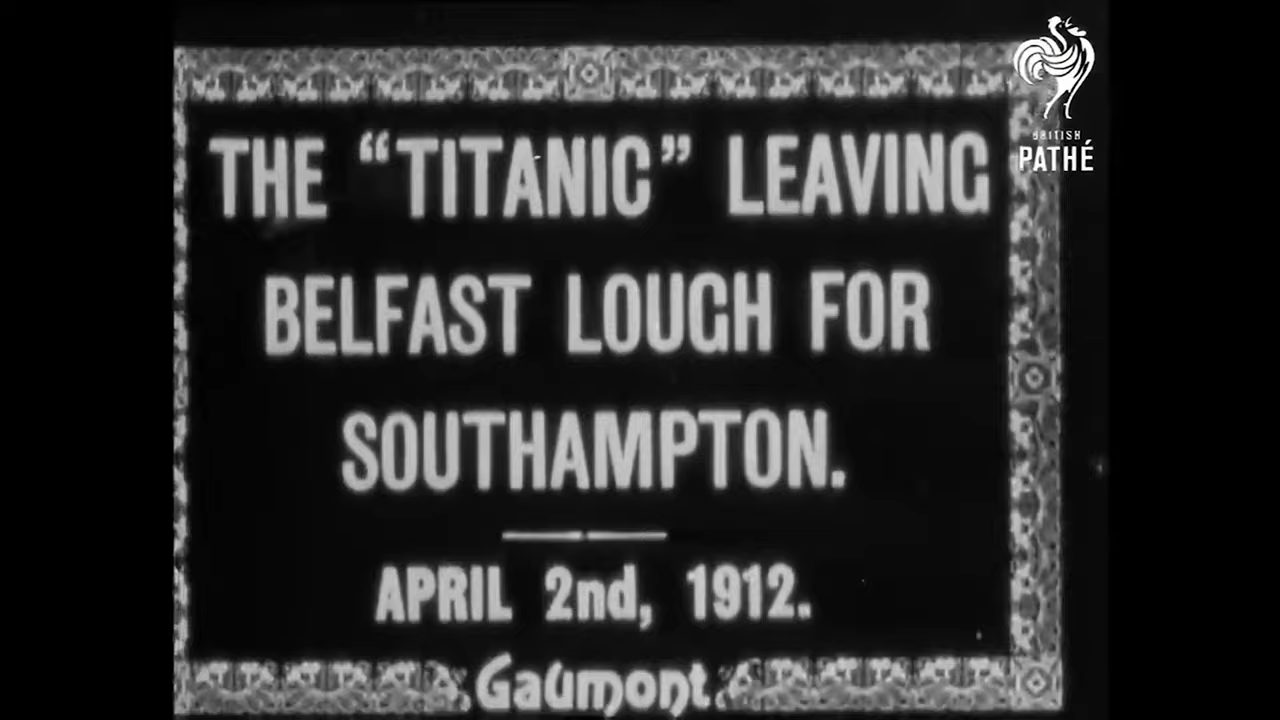 THE “TITANIC” LEAVING
BELFAST LOUGH FOR
SOUTHAMPTON.
APRIL 2nd, 1912.
Gaumont
BRITISH
PATHÉ